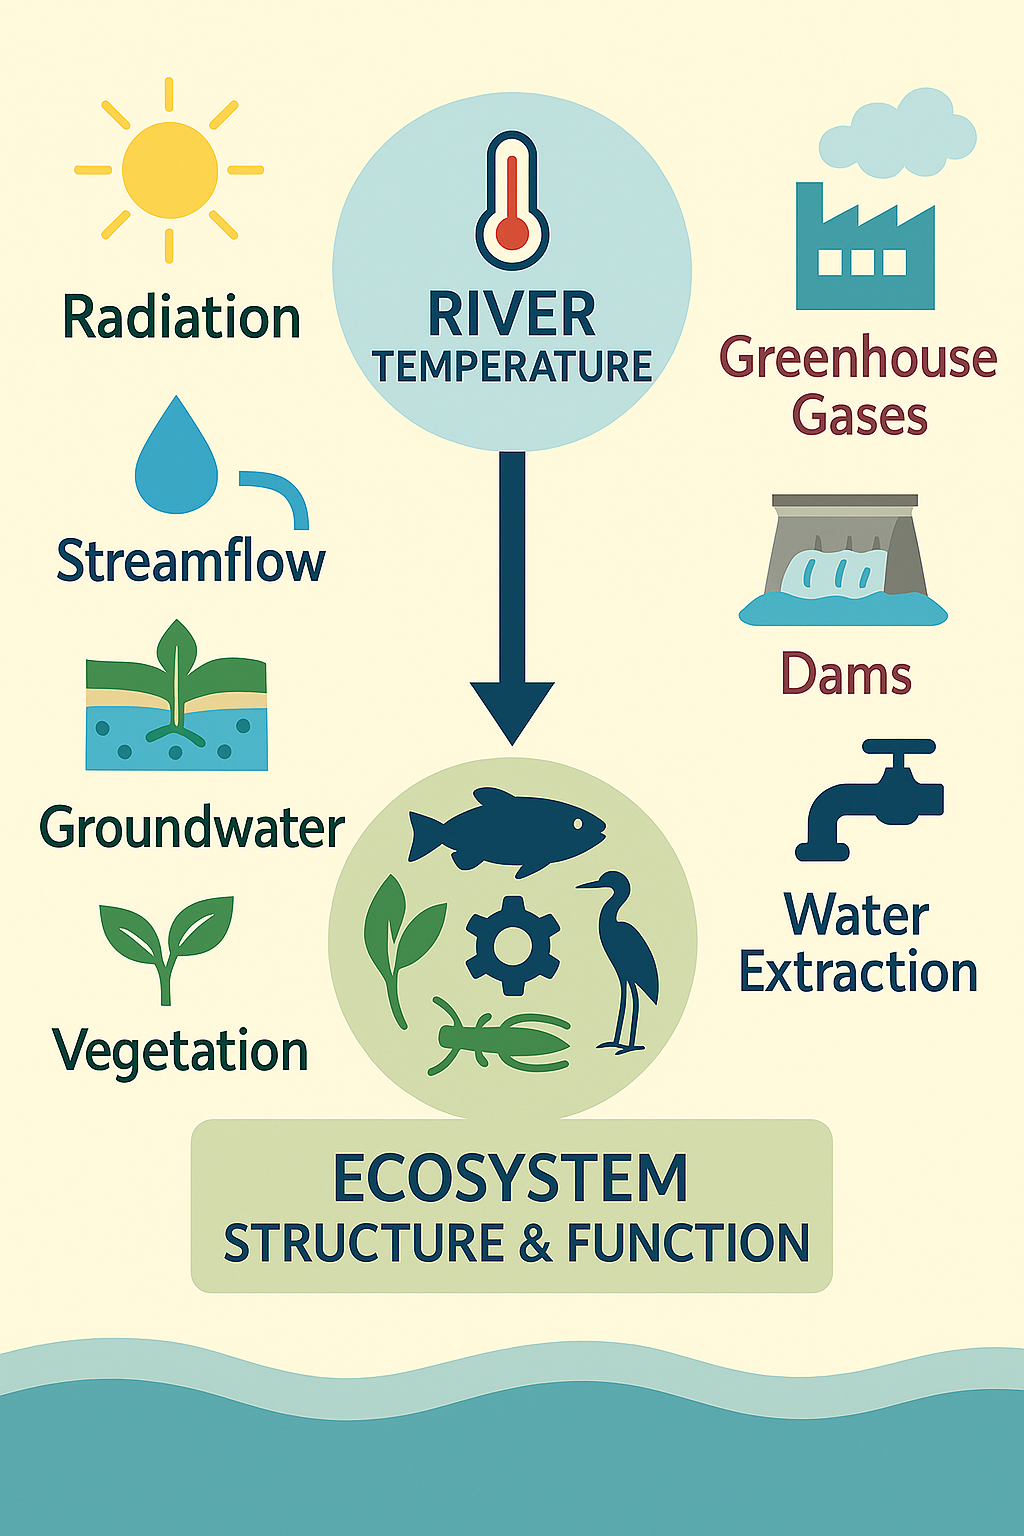 RIVER
TEMPERATURE
Radiation
Streamflow
Groundwater
Vegetation
Greenhouse
Gases
Dams
Water
Extraction
ECOSYSTEM
STRUCTURE & FUNCTION